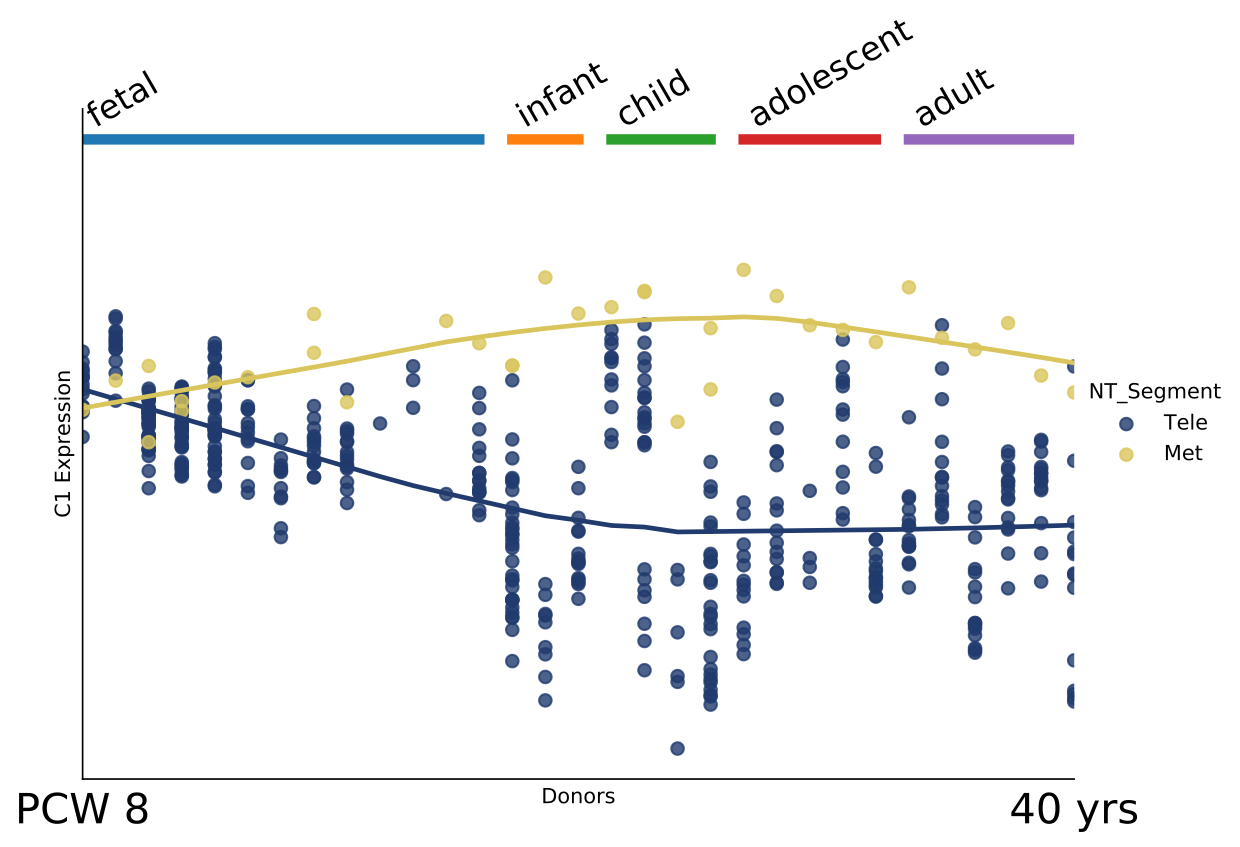 fetal
infant
child
adolescent
adult
C1 Expression
NT_Segment
Tele
Met
Donors
PCW 8
40 yrs